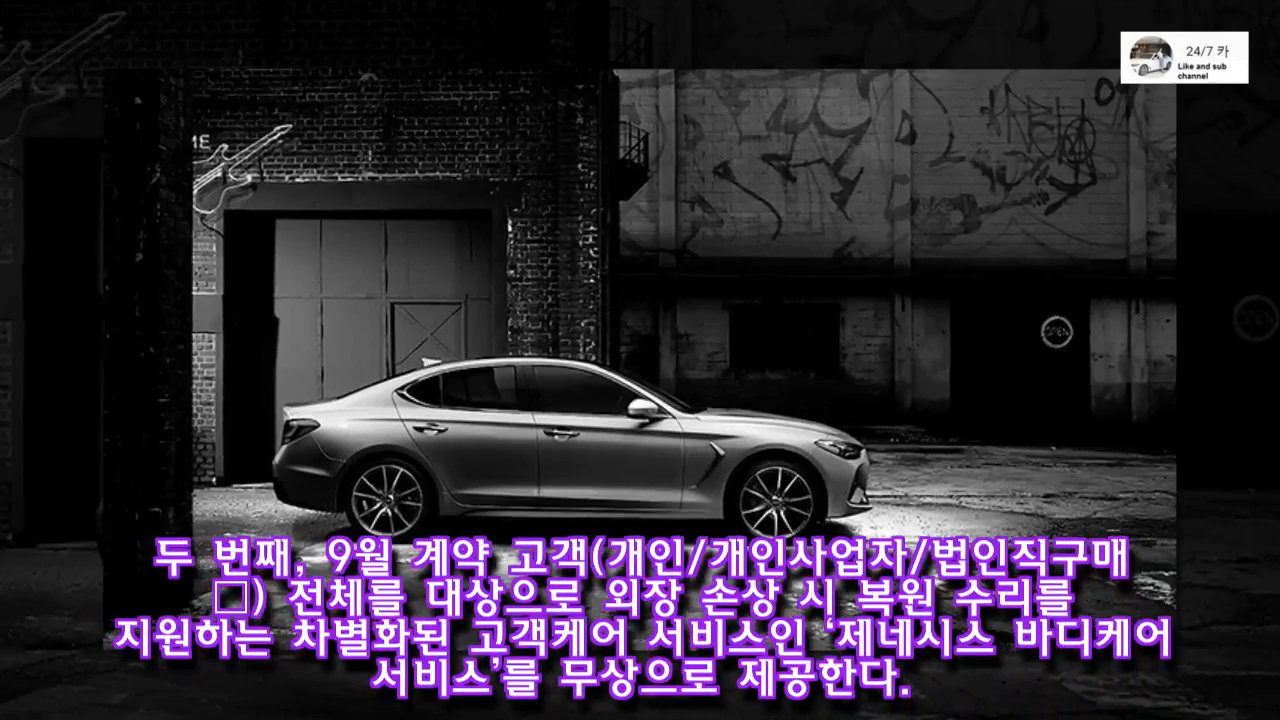 24/7 카
Like and sub
channel
ME
OPEN
두 번째, 9월 계약 고객(개인/개인사업자/법인직구매
□) 전체를 대상으로 외장 손상 시 복원 수리를
지원하는 차별화된 고객케어 서비스인 ‘제네시스 바디케어
서비스’를 무상으로 제공한다.